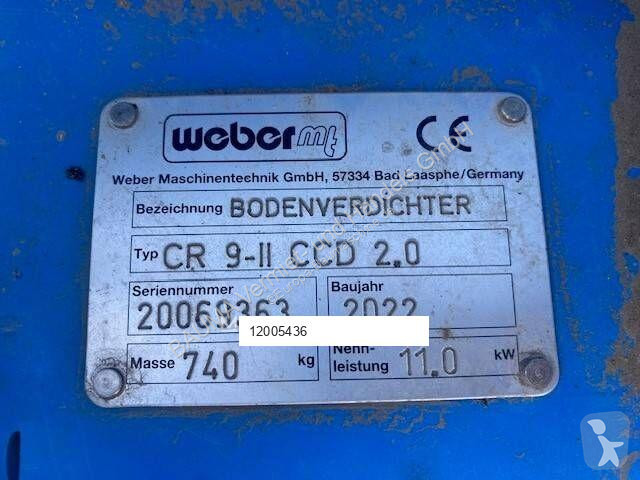 weber mt CE
Weber Maschinentechnik GmbH, 57334 Bad Laasphe/Germany
Bezeichnung BODENVERDICHTER
Typ CR 9-II CCD 2.0
Seriennummer Baujahr
20069363 2022
12005436
Masse 740 kg Nenn-leistung 11.0 kW